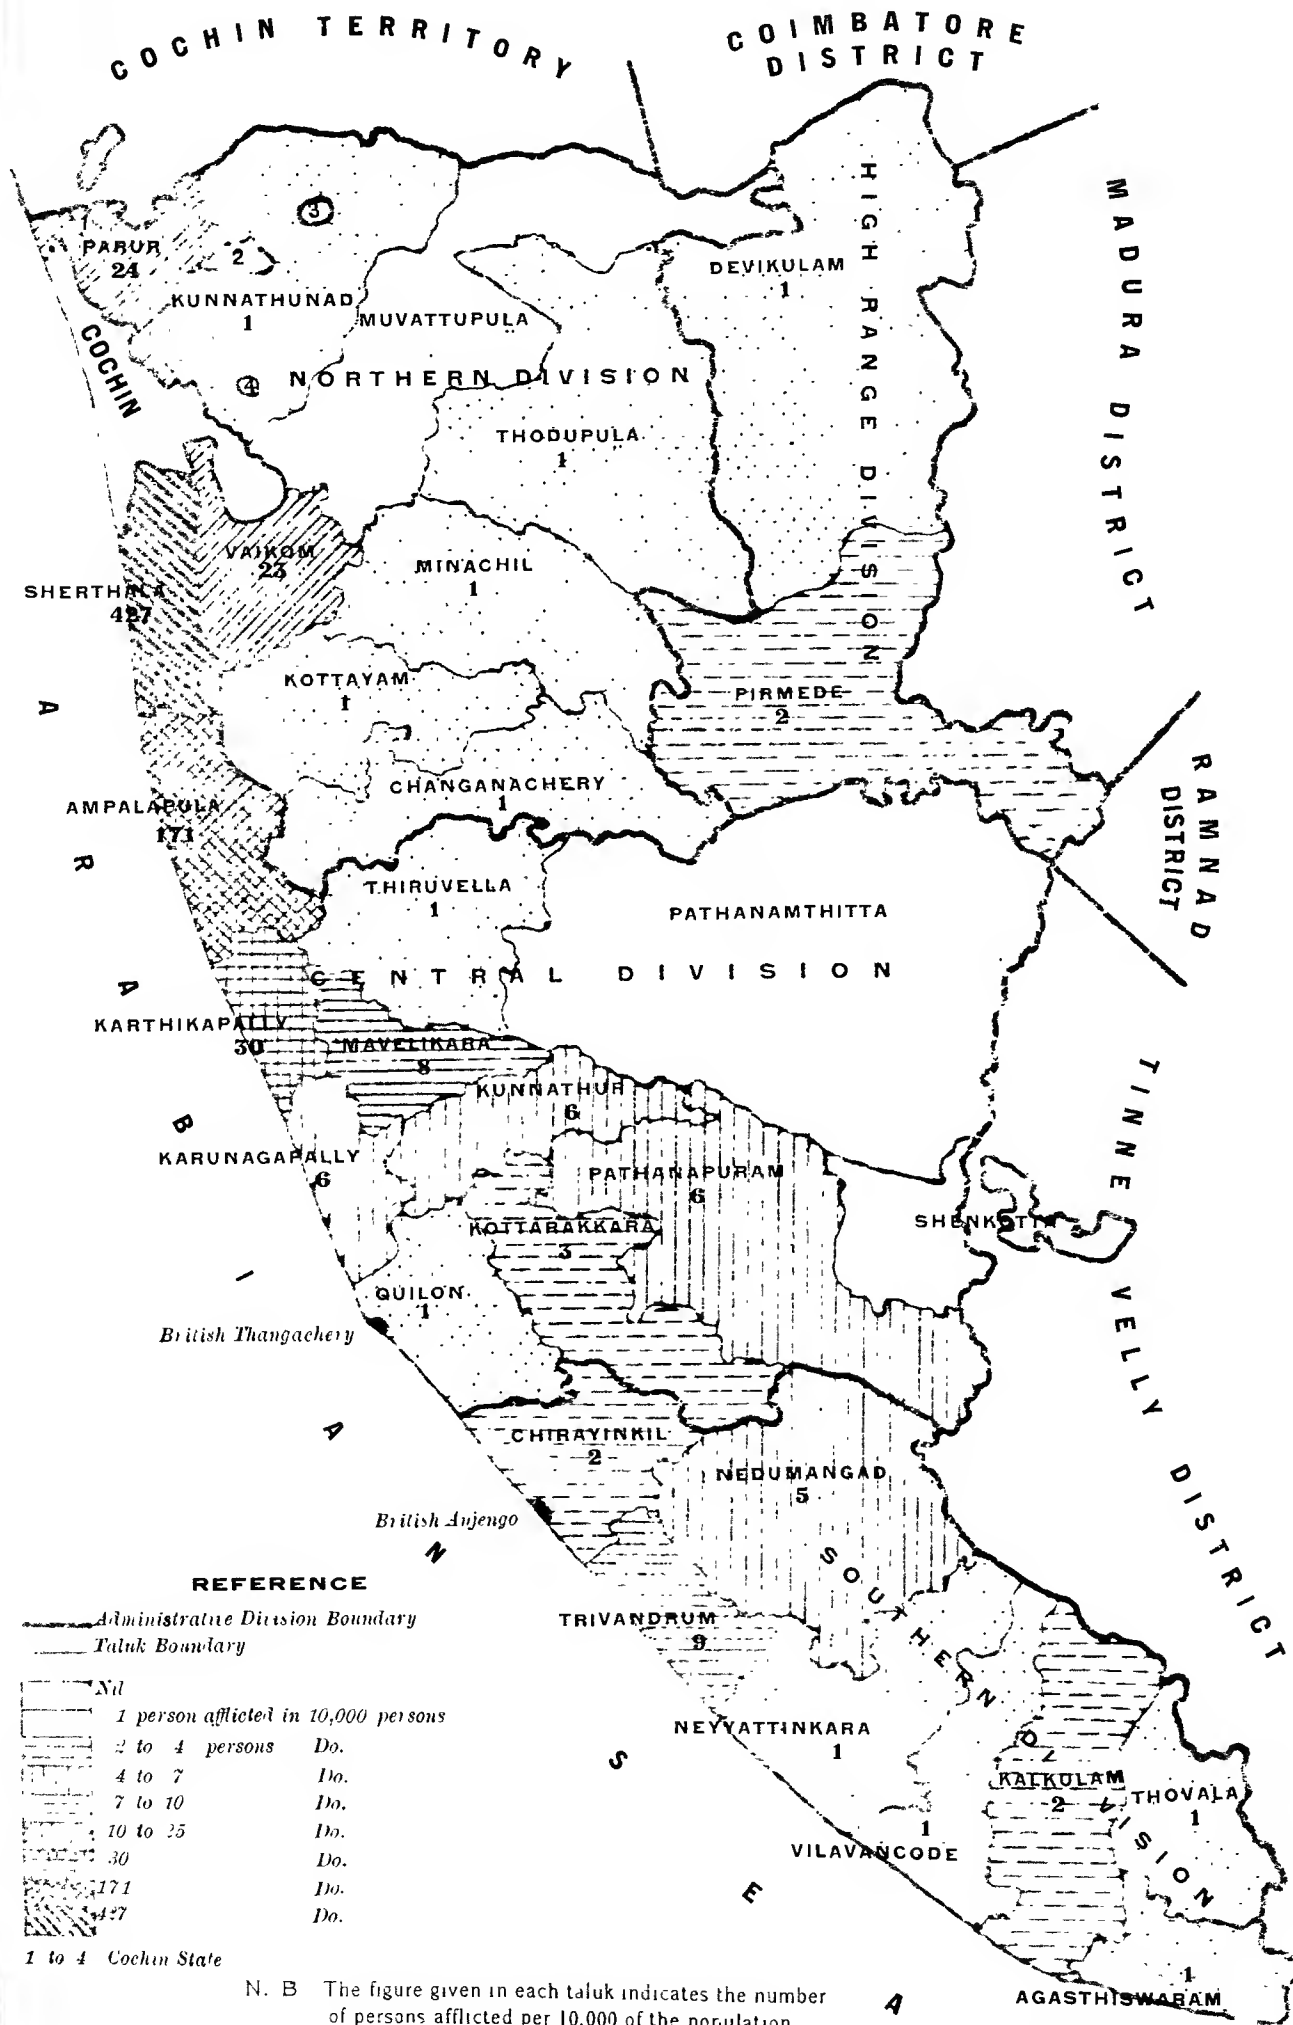 COCHIN TERRITORY
COIMBATORE
DISTRICT
MADURA DISTRICT
HIGH RANGE DIVISION
3
PARUR
24
2
KUNNATHUNAD
1
DEVIKULAM
1
MUVATTUPULA
COCHIN
4
NORTHERN DIVISION
THODUPULA
1
VAIKOM
23
MINACHIL
1
SHERTHALA
427
KOTTAYAM
1
PIRMEDE
2
RAMNAD
DISTRICT
CHANGANACHERY
1
AMPALAPULA
171
THIRUVELLA
1
PATHANAMTHITTA
CENTRAL DIVISION
KARTHIKAPALLY
30
MAVELIKARA
8
KUNNATHUR
6
TINNEVELLY DISTRICT
KARUNAGAPALLY
6
PATHANAPURAM
6
SHENKOTTA
KOTTARAKKARA
3
QUILON
1
British Thangachery
ARABIAN SEA
CHIRAYINKIL
2
NEDUMANGAD
5
British Anjengo
SOUTHERN DIVISION
TRIVANDRUM
9
NEYYATTINKARA
1
KALKULAM
2
THOVALA
1
1
VILAVANCODE
1
AGASTHISWARAM
REFERENCE
Administrative Division Boundary
Taluk Boundary
Nil
1 person afflicted in 10,000 persons
2 to 4 persons Do.
4 to 7 Do.
7 to 10 Do.
10 to 25 Do.
30 Do.
171 Do.
427 Do.
1 to 4 Cochin State
N. B The figure given in each taluk indicates the number
of persons afflicted per 10,000 of the population